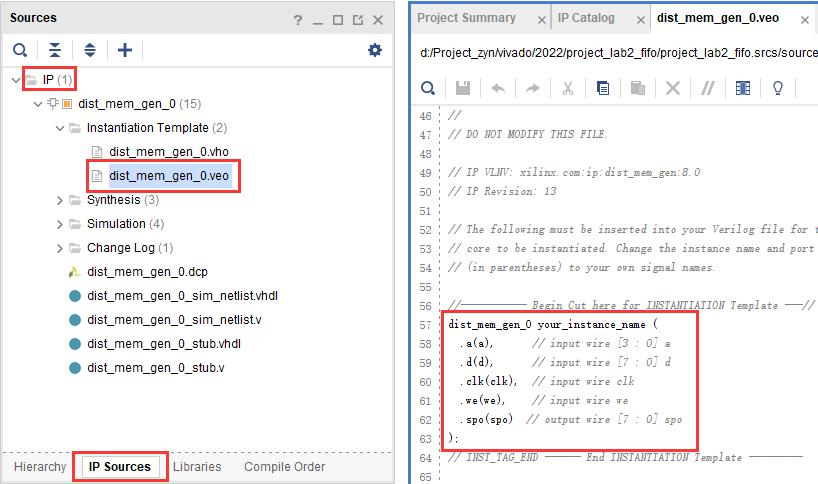 Sources
IP (1)
dist_mem_gen_0 (15)
Instantiation Template (2)
dist_mem_gen_0.vho
dist_mem_gen_0.veo
Synthesis (3)
Simulation (4)
Change Log (1)
dist_mem_gen_0.dcp
dist_mem_gen_0_sim_netlist.vhdl
dist_mem_gen_0_sim_netlist.v
dist_mem_gen_0_stub.vhdl
dist_mem_gen_0_stub.v
Hierarchy IP Sources Libraries Compile Order
Project Summary IP Catalog dist_mem_gen_0.veo
d:/Project_zyn/vivado/2022/project_lab2_fifo/project_lab2_fifo.srcs/source
46 //
47 // DO NOT MODIFY THIS FILE.
48
49 // IP VLNV: xilinx.com:ip:dist_mem_gen:8.0
50 // IP Revision: 13
51
52 // The following must be inserted into your Verilog file for t
53 // core to be instantiated. Change the instance name and port
54 // (in parentheses) to your own signal names.
55
56 //----------- Begin Cut here for INSTANTIATION Template ---//
57 dist_mem_gen_0 your_instance_name (
58 .a(a), // input wire [3 : 0] a
59 .d(d), // input wire [7 : 0] d
60 .clk(clk), // input wire clk
61 .we(we), // input wire we
62 .spo(spo) // output wire [7 : 0] spo
63 );
64 // INST_TAG_END ------ End INSTANTIATION Template ---------
65